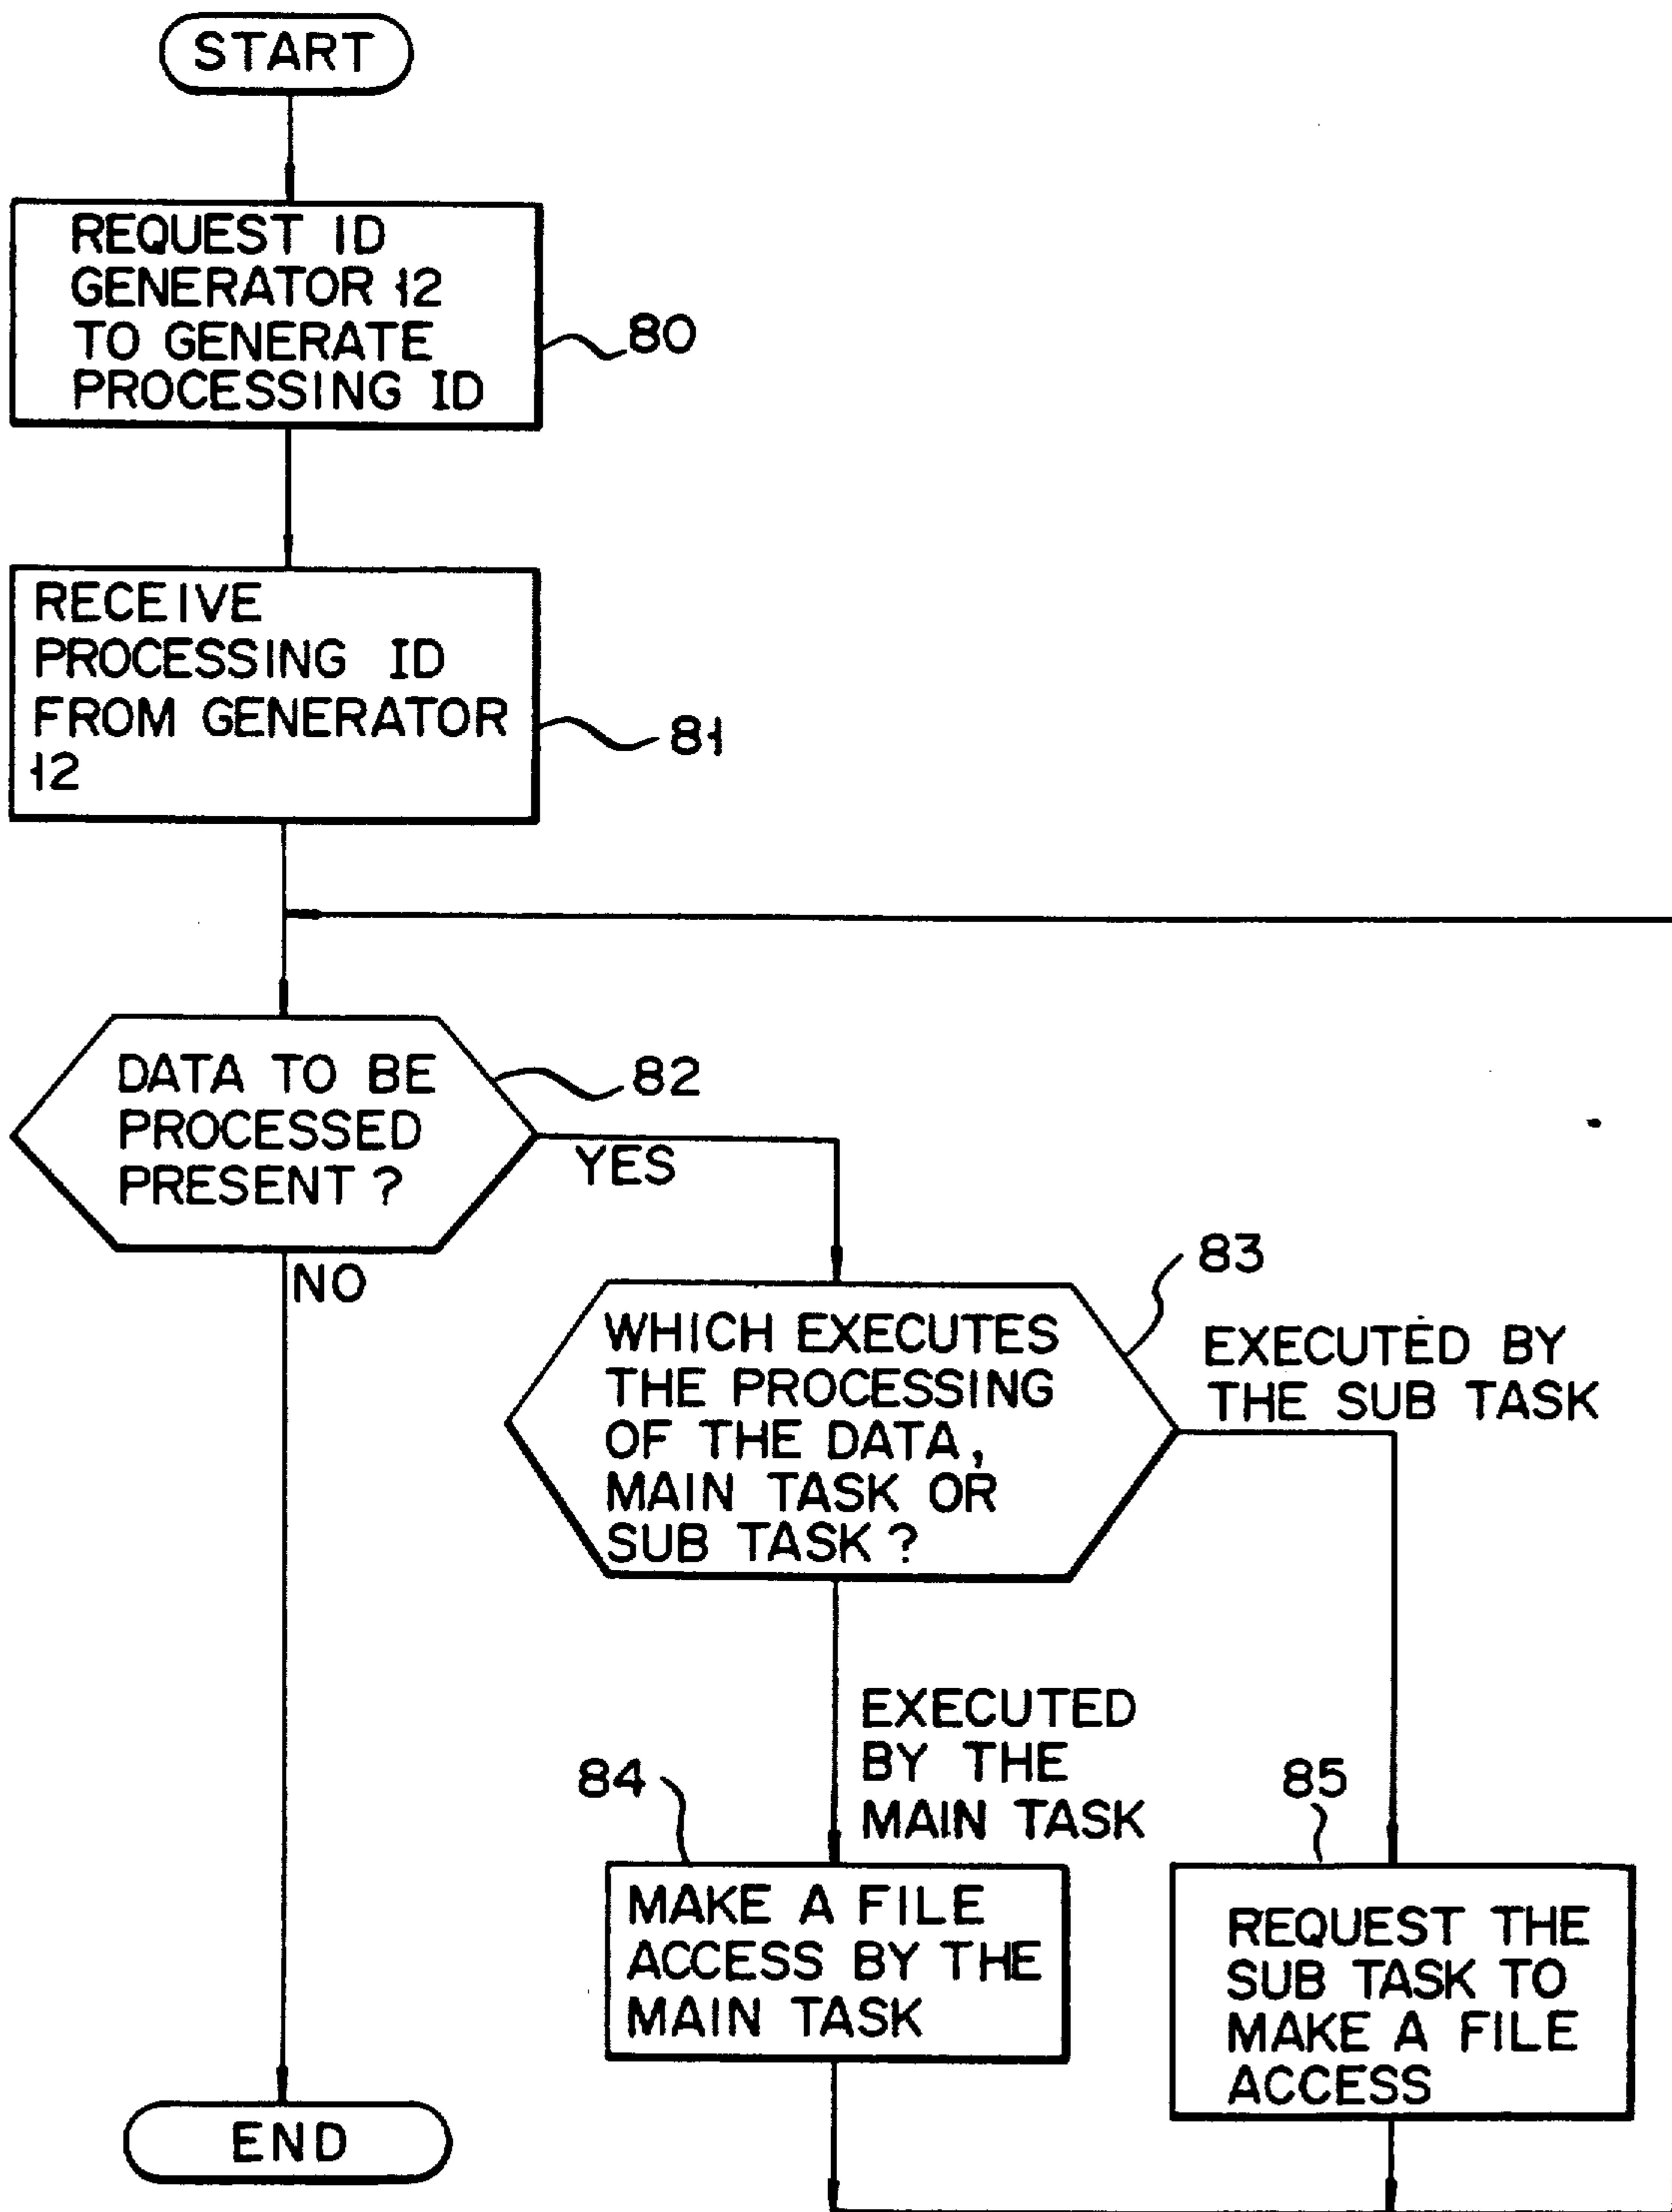 START
REQUEST ID
GENERATOR 12
TO GENERATE
PROCESSING ID
80
RECEIVE
PROCESSING ID
FROM GENERATOR
12
81
DATA TO BE
PROCESSED
PRESENT ?
82
YES
NO
83
WHICH EXECUTES
THE PROCESSING
OF THE DATA,
MAIN TASK OR
SUB TASK ?
EXECUTED BY
THE SUB TASK
EXECUTED
BY THE
MAIN TASK
84
MAKE A FILE
ACCESS BY THE
MAIN TASK
85
REQUEST THE
SUB TASK TO
MAKE A FILE
ACCESS
END